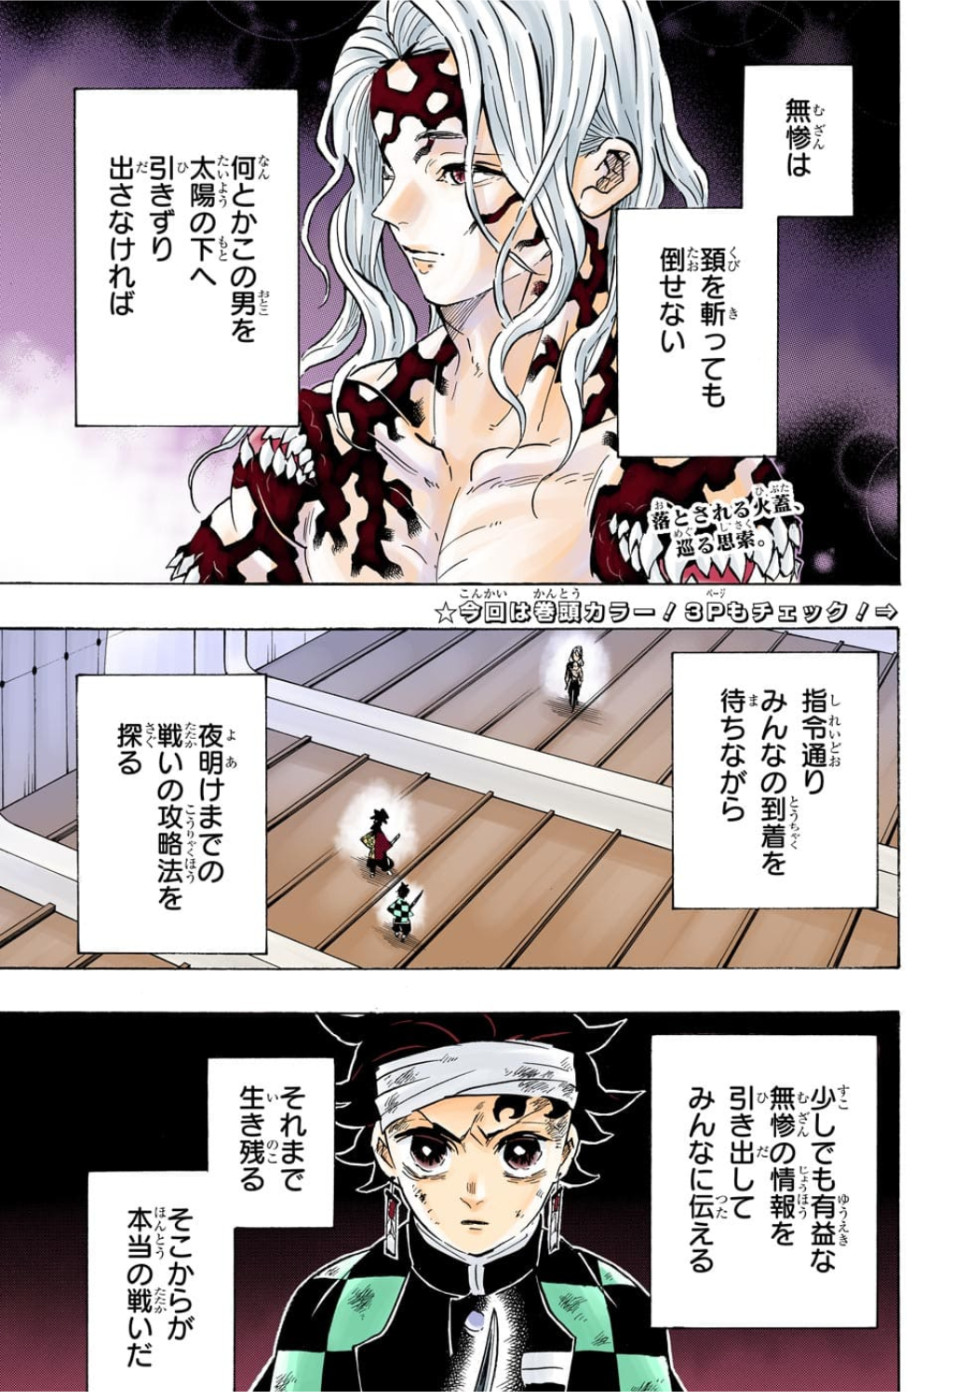 無惨は
頚を斬っても
倒せない
何とかこの男を
太陽の下へ
引きずり
出さなければ
落とされる火蓋、
巡る思索。
★今回は巻頭カラー！3Pもチェック！⇒
指令通り
みんなの到着を
待ちながら
夜明けまでの
戦いの攻略法を
探る
少しでも有益な
無惨の情報を
引き出して
みんなに伝える
それまで
生き残る
そこからが
本当の戦いだ